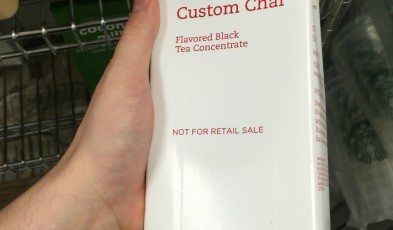 Custom Chai
Flavored Black
Tea Concentrate
NOT FOR RETAIL SALE